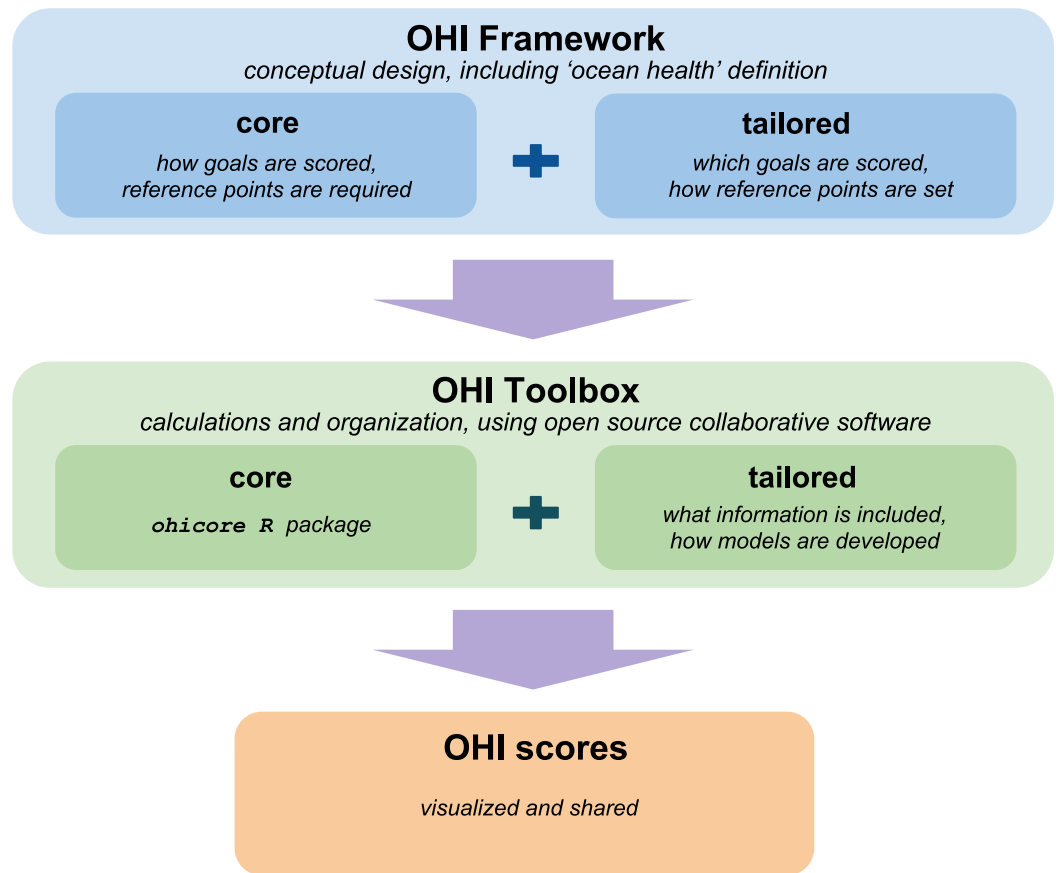 OHI Framework
conceptual design, including ‘ocean health’ definition
core
how goals are scored,
reference points are required
tailored
which goals are scored,
how reference points are set
OHI Toolbox
calculations and organization, using open source collaborative software
core
ohicore R package
tailored
what information is included,
how models are developed
OHI scores
visualized and shared